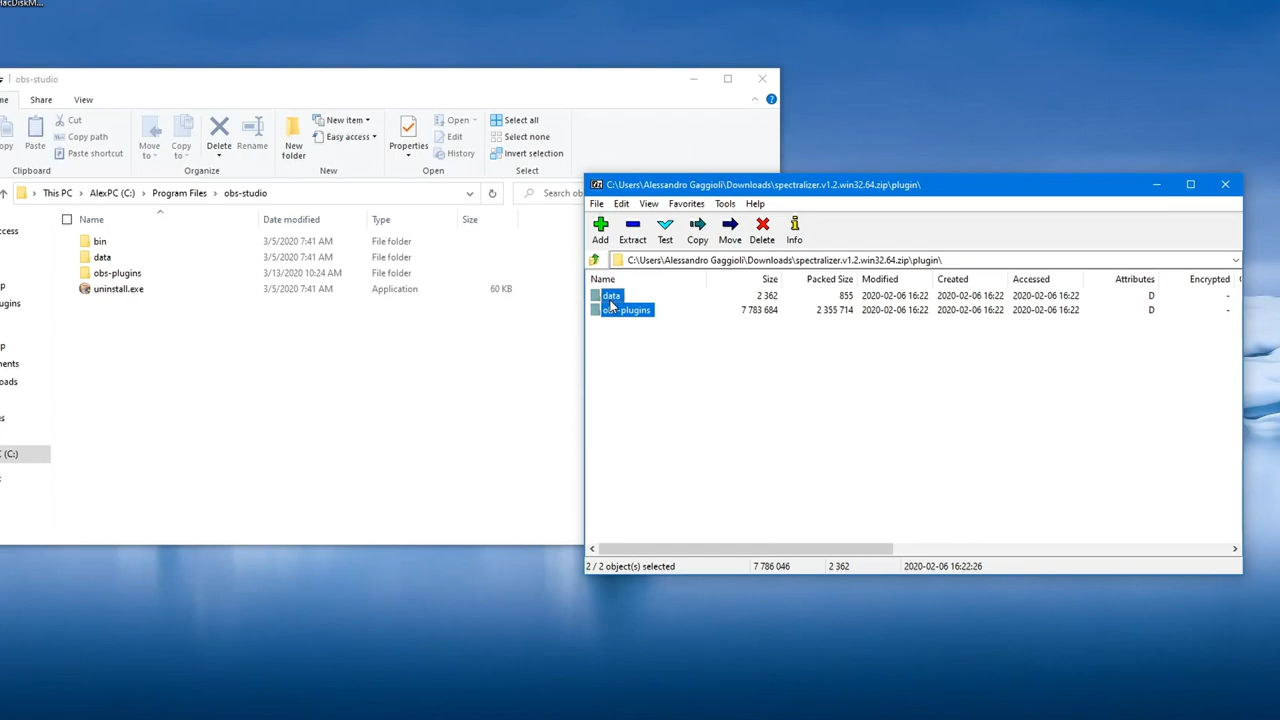 obs-studio
Share View
Cut
Copy path
Paste shortcut
Paste
Move to
Copy to
Delete
Rename
New folder
New item
Easy access
Properties
Open
Edit
History
Select all
Select none
Invert selection
Clipboard Organize New Open Select
This PC > AlexPC (C:) > Program Files > obs-studio
Search ob
Name Date modified Type Size
bin 3/5/2020 7:41 AM File folder
data 3/5/2020 7:41 AM File folder
obs-plugins 3/13/2020 10:24 AM File folder
uninstall.exe 3/5/2020 7:41 AM Application 60 KB
(C:)
C:\Users\Alessandro Gaggioli\Downloads\spectralizer.v1.2.win32.64.zip\plugin\
File Edit View Favorites Tools Help
Add Extract Test Copy Move Delete Info
C:\Users\Alessandro Gaggioli\Downloads\spectralizer.v1.2.win32.64.zip\plugin\
Name Size Packed Size Modified Created Accessed Attributes Encrypted
data 2 362 855 2020-02-06 16:22 2020-02-06 16:22 2020-02-06 16:22 D -
obs-plugins 7 783 684 2 355 714 2020-02-06 16:22 2020-02-06 16:22 2020-02-06 16:22 D -
2 / 2 object(s) selected 7 786 046 2 362 2020-02-06 16:22:26